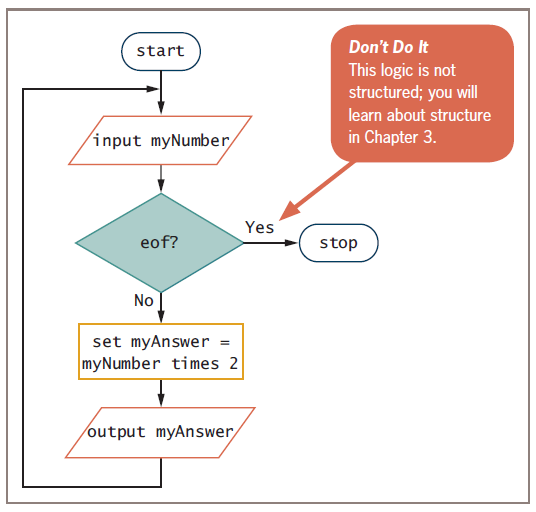 start
Don't Do It
This logic is not
structured; you will
learn about structure
in Chapter 3.
input myNumber
eof?
Yes
stop
No
set myAnswer =
myNumber times 2
output myAnswer